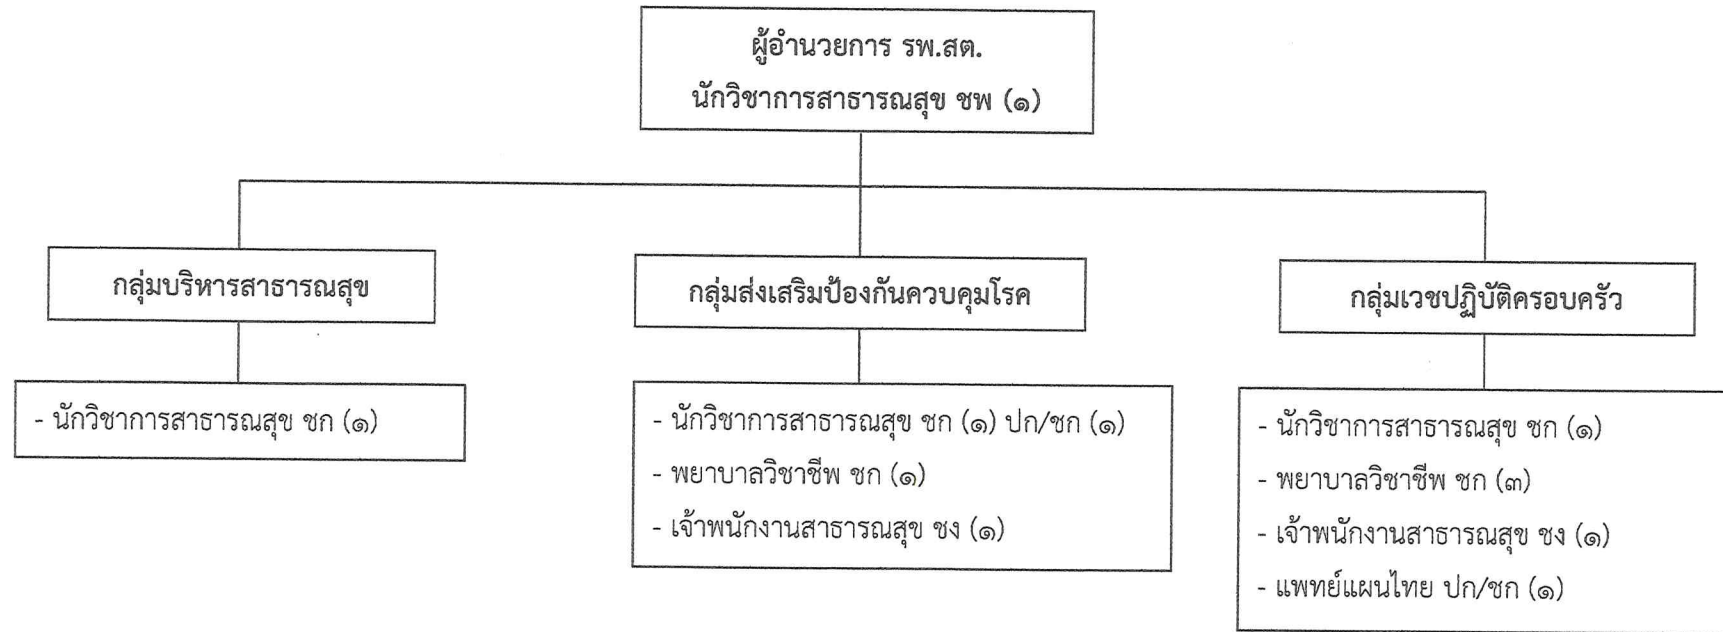 ผู้อำนวยการ รพ.สต.
นักวิชาการสาธารณสุข ชพ (๑)
กลุ่มบริหารสาธารณสุข
- นักวิชาการสาธารณสุข ชก (๑)
กลุ่มส่งเสริมป้องกันควบคุมโรค
- นักวิชาการสาธารณสุข ชก (๑) ปก/ชก (๑)
- พยาบาลวิชาชีพ ชก (๑)
- เจ้าพนักงานสาธารณสุข ชง (๑)
กลุ่มเวชปฏิบัติครอบครัว
- นักวิชาการสาธารณสุข ชก (๑)
- พยาบาลวิชาชีพ ชก (๓)
- เจ้าพนักงานสาธารณสุข ชง (๑)
- แพทย์แผนไทย ปก/ชก (๑)